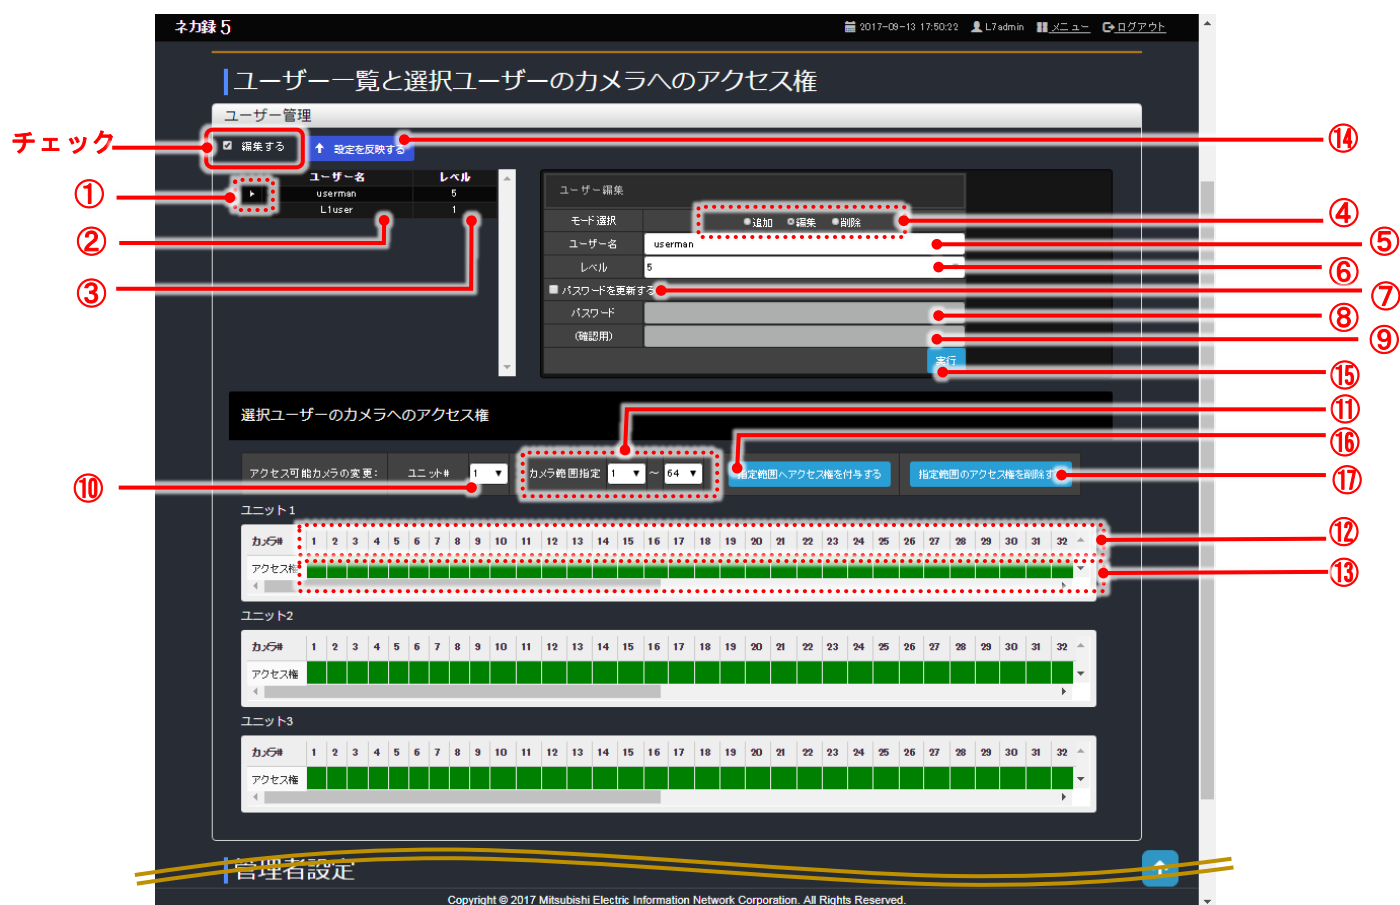 ネカ録 5
2017-09-13 17:50:22 L7admin メニュー ログアウト
ユーザー一覧と選択ユーザーのカメラへのアクセス権
ユーザー管理
チェック
編集する 設定を反映する ⑭
ユーザー名 レベル
① userman 5
L1user 1
②
③
ユーザー編集
モード選択 追加 編集 削除 ④
ユーザー名 userman ⑤
レベル 5 ⑥
パスワードを更新する ⑦
パスワード ⑧
(確認用) ⑨
実行 ⑮
選択ユーザーのカメラへのアクセス権 ⑪
⑯
アクセス可能カメラの変更: ユニット# 1 カメラ範囲指定 1 ～ 64 指定範囲へアクセス権を付与する 指定範囲のアクセス権を削除する ⑰
⑩
ユニット1
カメラ# 1 2 3 4 5 6 7 8 9 10 11 12 13 14 15 16 17 18 19 20 21 22 23 24 25 26 27 28 29 30 31 32 ⑫
アクセス権 ⑬
ユニット2
カメラ# 1 2 3 4 5 6 7 8 9 10 11 12 13 14 15 16 17 18 19 20 21 22 23 24 25 26 27 28 29 30 31 32
アクセス権
ユニット3
カメラ# 1 2 3 4 5 6 7 8 9 10 11 12 13 14 15 16 17 18 19 20 21 22 23 24 25 26 27 28 29 30 31 32
アクセス権
管理者設定
Copyright © 2017 Mitsubishi Electric Information Network Corporation. All Rights Reserved.